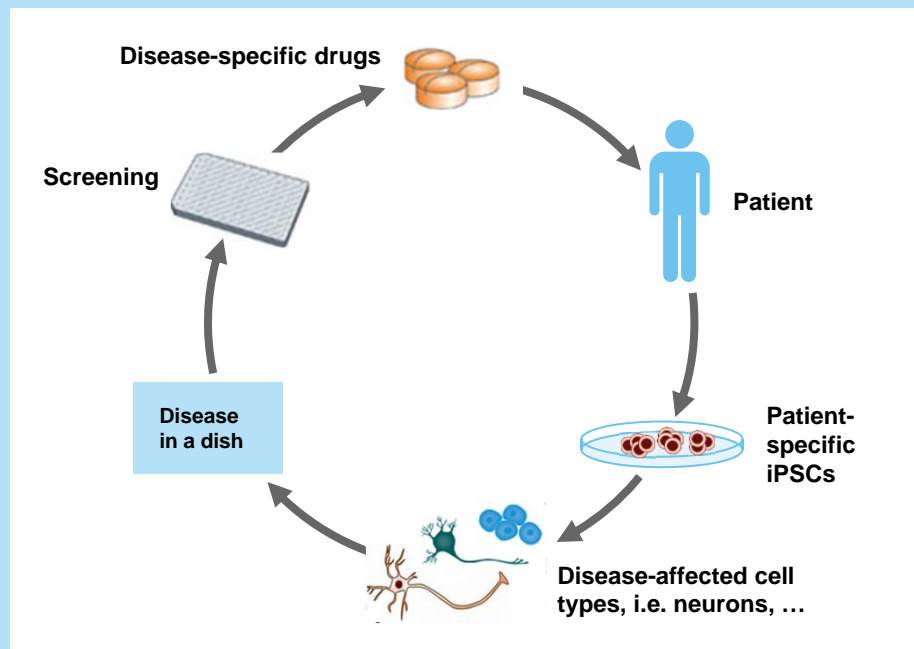 Disease-specific drugs
Screening
Patient
Disease
in a dish
Patient-
specific
iPSCs
Disease-affected cell
types, i.e. neurons, …